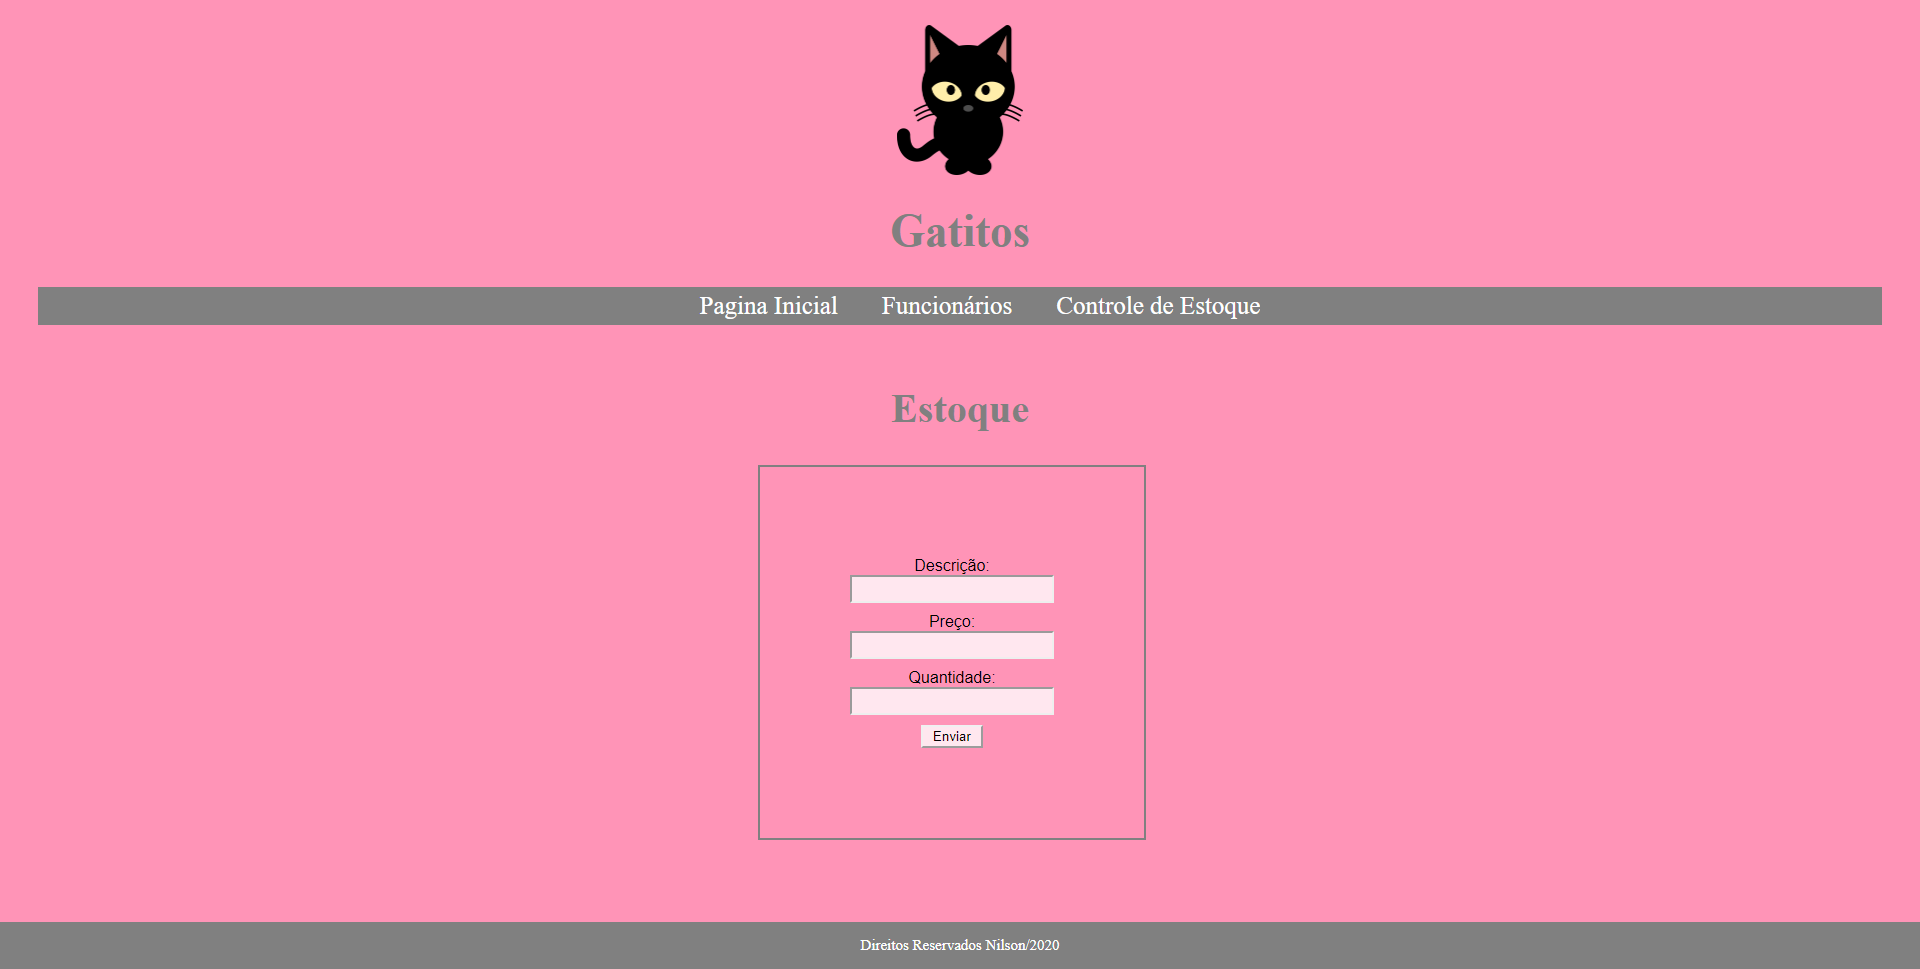 Gatitos
Pagina Inicial Funcionários Controle de Estoque
Estoque
Descrição:
Preço:
Quantidade:
Enviar
Direitos Reservados Nilson/2020